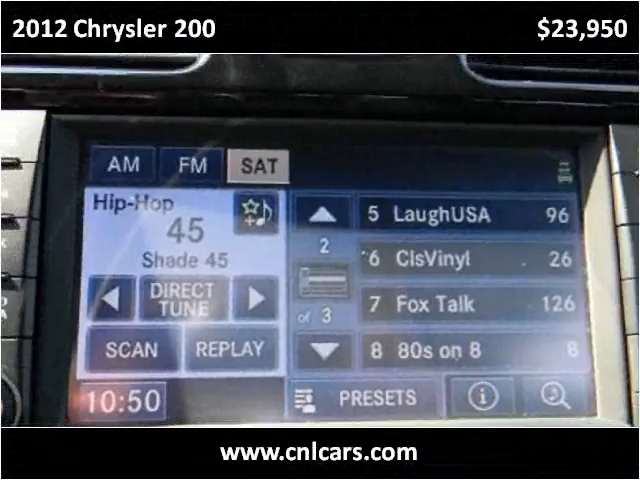 2012 Chrysler 200 $23,950
AM FM SAT
Hip-Hop
45
Shade 45
DIRECT
TUNE
SCAN REPLAY
10:50
2
of 3
5 LaughUSA 96
6 ClsVinyl 26
7 Fox Talk 126
8 80s on 8 8
PRESETS i
www.cnlcars.com